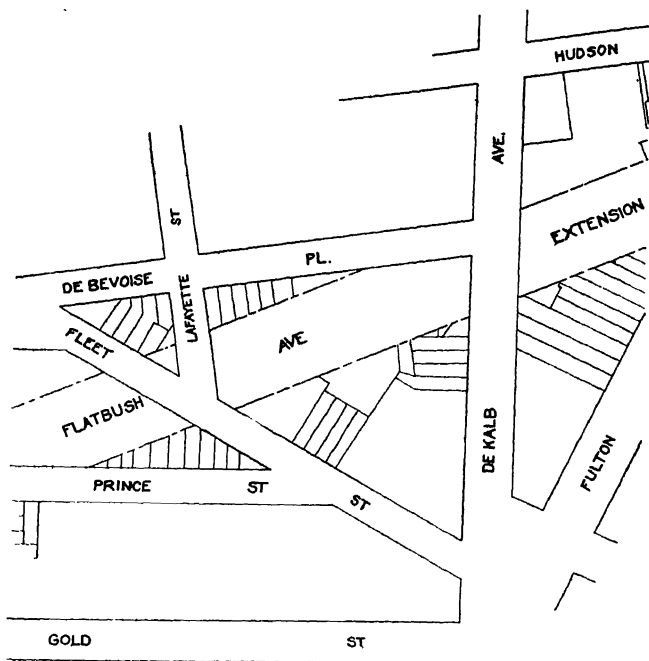 HUDSON
AVE.
EXTENSION
ST
PL.
DE BEVOISE
LAFAYETTE
FLEET
AVE
FLATBUSH
DE KALB
FULTON
PRINCE ST
ST
GOLD ST